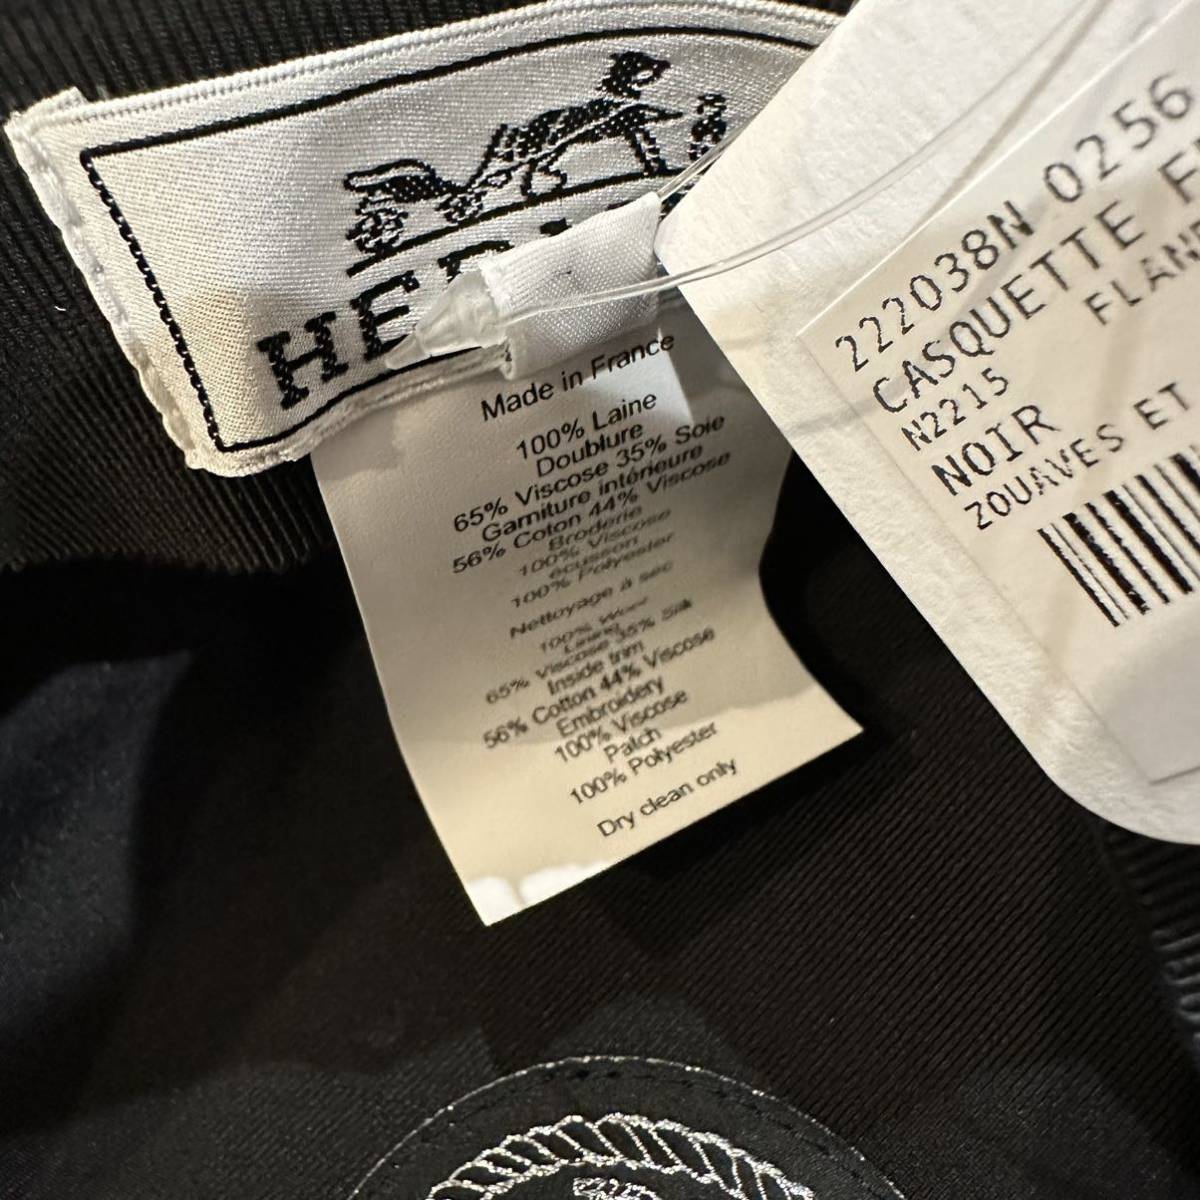 Made in France
100% Laine
Doublure
65% Viscose 35% Soie
Garniture intérieure
56% Coton 44% Viscose
Broderie
100% Viscose
écusson
100% Polyester
Nettoyage à sec
100% Wool
Lining
65% Viscose 35% Silk
Inside trim
56% Cotton 44% Viscose
Embroidery
100% Viscose
Patch
100% Polyester
Dry clean only
222038N 0256
CASQUETTE
N2215
NOIR
ZOUAVES ET